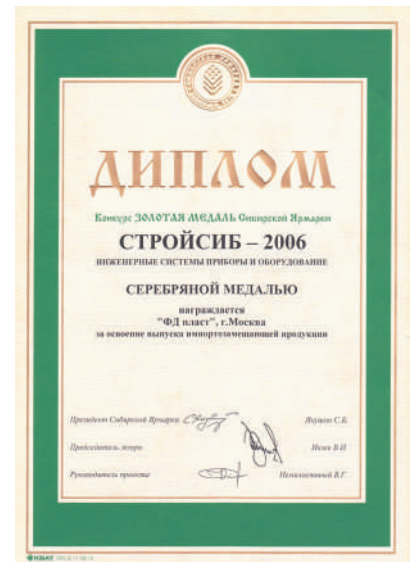 ДИПЛОМ
Конкурс ЗОЛОТАЯ МЕДАЛЬ Сибирской Ярмарки
СТРОЙСИБ – 2006
ИНЖЕНЕРНЫЕ СИСТЕМЫ ПРИБОРЫ И ОБОРУДОВАНИЕ
СЕРЕБРЯНОЙ МЕДАЛЬЮ
награждается
"ФД пласт", г.Москва
за освоение выпуска импортозамещающей продукции
Президент Сибирской Ярмарки Якушев С.Б.
Председатель жюри В.И.
Руководитель проекта В.Г.